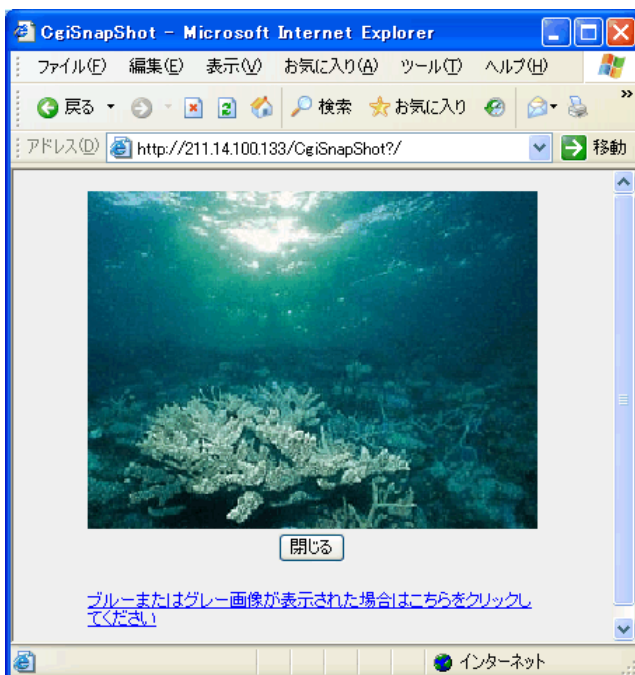 CgiSnapShot - Microsoft Internet Explorer
ファイル(F) 編集(E) 表示(V) お気に入り(A) ツール(T) ヘルプ(H)
戻る 検索 お気に入り »
アドレス(D) http://211.14.100.133/CgiSnapShot?/ 移動
閉じる
ブルーまたはグレー画像が表示された場合はこちらをクリックし
てください
インターネット